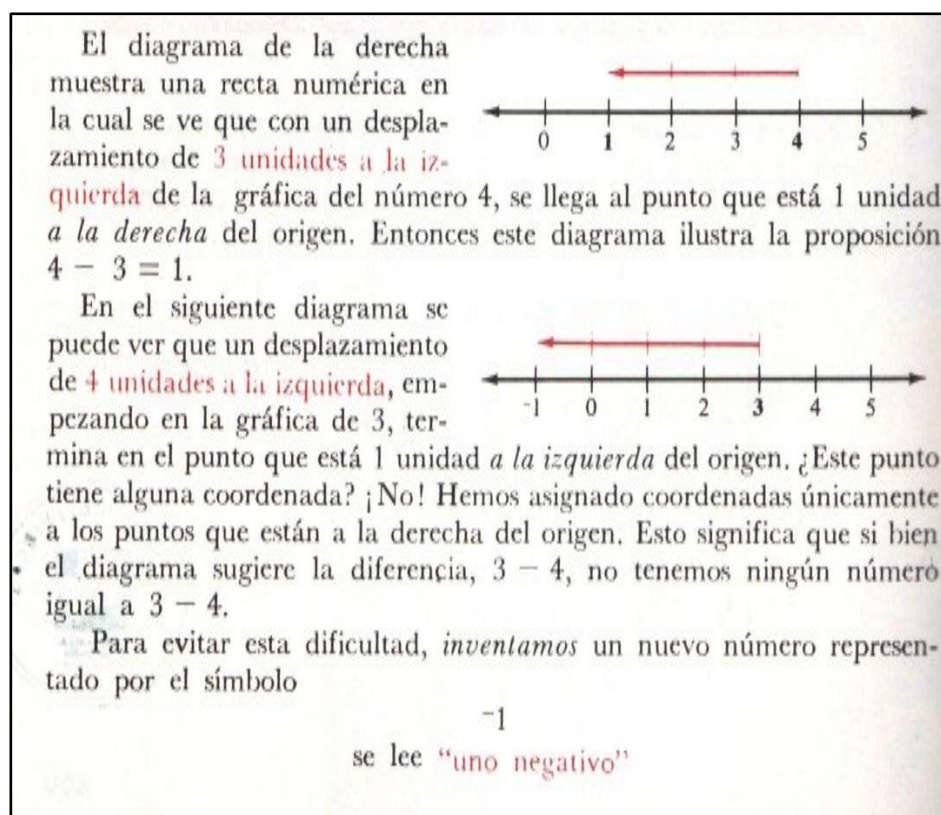 El diagrama de la derecha
muestra una recta numérica en
la cual se ve que con un despla-
zamiento de 3 unidades a la iz-
quierda de la gráfica del número 4, se llega al punto que está 1 unidad
a la derecha del origen. Entonces este diagrama ilustra la proposición
4 − 3 = 1.
0 1 2 3 4 5
En el siguiente diagrama se
puede ver que un desplazamiento
de 4 unidades a la izquierda, em-
pezando en la gráfica de 3, ter-
mina en el punto que está 1 unidad a la izquierda del origen. ¿Este punto
tiene alguna coordenada? ¡No! Hemos asignado coordenadas únicamente
a los puntos que están a la derecha del origen. Esto significa que si bien
el diagrama sugiere la diferencia, 3 − 4, no tenemos ningún número
igual a 3 − 4.
⁻1 0 1 2 3 4 5
Para evitar esta dificultad, inventamos un nuevo número represen-
tado por el símbolo
⁻1
se lee “uno negativo”